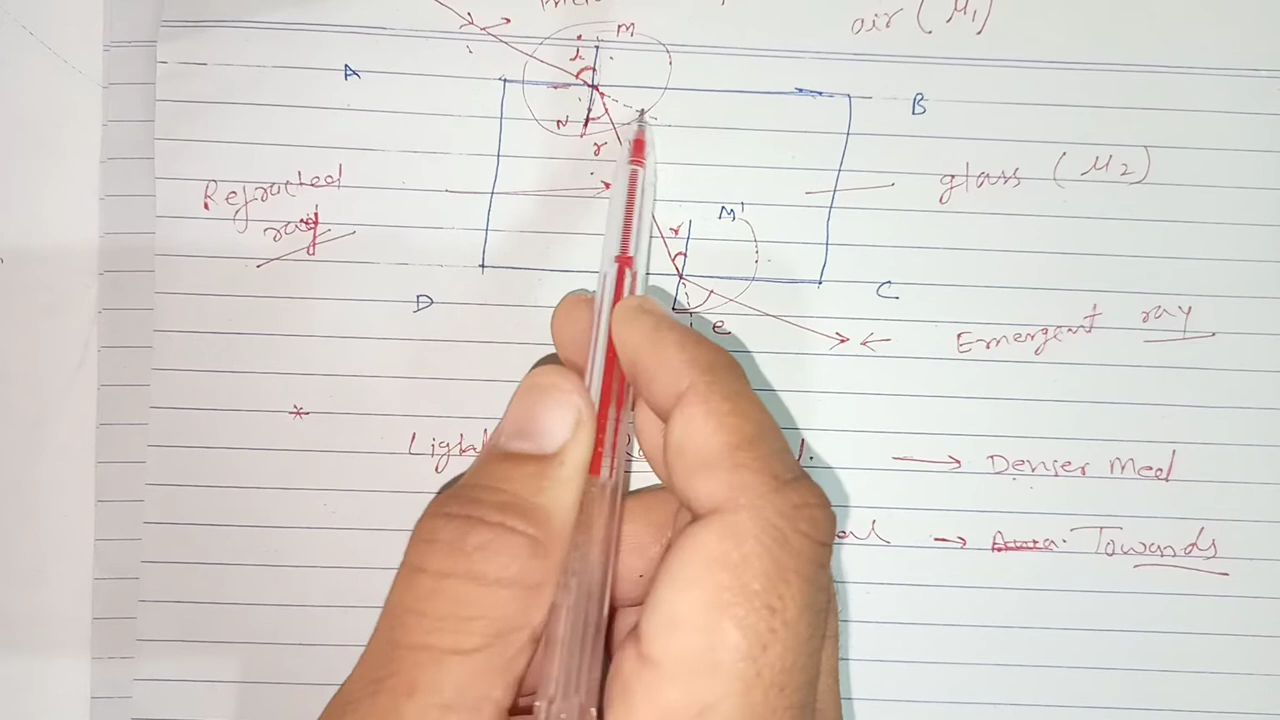 air (μ1)
M
i
A
B
N
r
glass (μ2)
Refracted
ray
M'
r
D
C
e
Emergent ray
*
Light
→ Denser Med
→ Towards